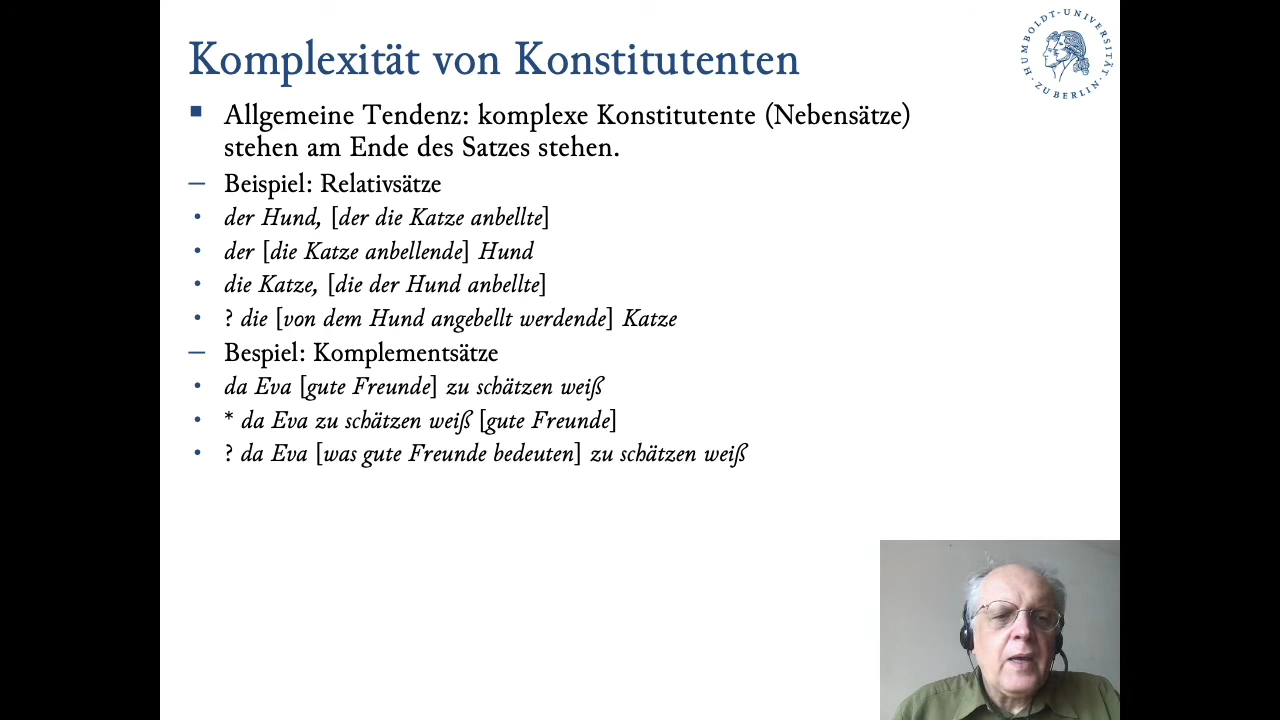 Komplexität von Konstitutenten
HUMBOLDT-UNIVERSITÄT ZU BERLIN
▪ Allgemeine Tendenz: komplexe Konstitutente (Nebensätze)
stehen am Ende des Satzes stehen.
– Beispiel: Relativsätze
• der Hund, [der die Katze anbellte]
• der [die Katze anbellende] Hund
• die Katze, [die der Hund anbellte]
• ? die [von dem Hund angebellt werdende] Katze
– Bespiel: Komplementsätze
• da Eva [gute Freunde] zu schätzen weiß
• * da Eva zu schätzen weiß [gute Freunde]
• ? da Eva [was gute Freunde bedeuten] zu schätzen weiß